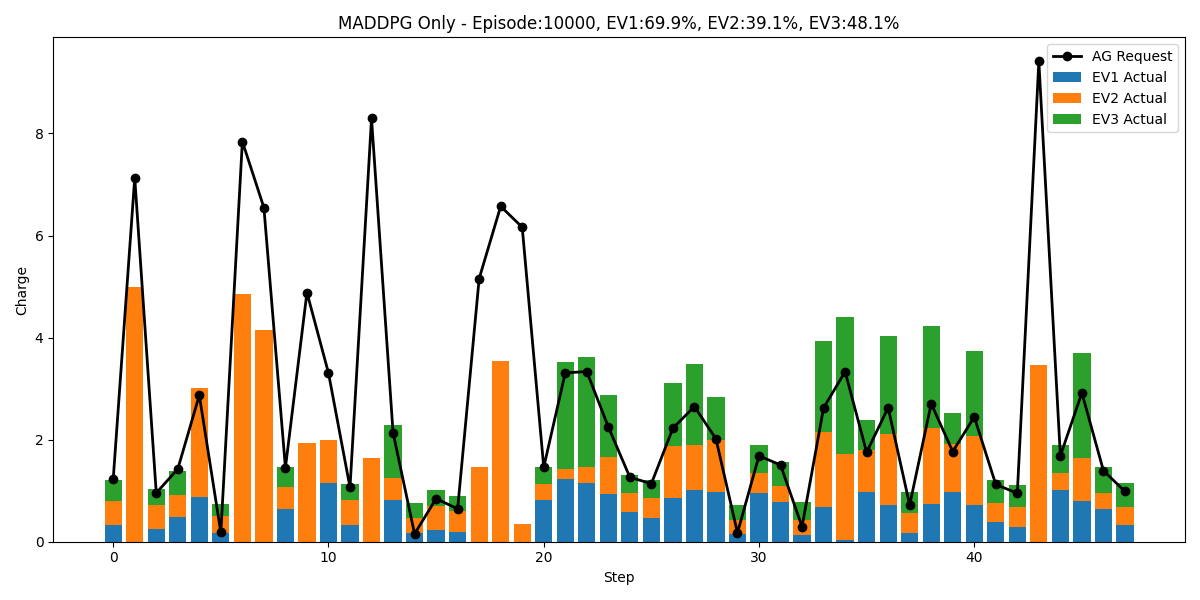 MADDPG Only - Episode:10000, EV1:69.9%, EV2:39.1%, EV3:48.1%
AG Request
EV1 Actual
EV2 Actual
EV3 Actual
Charge
8
6
4
2
0
0 10 20 30 40
Step